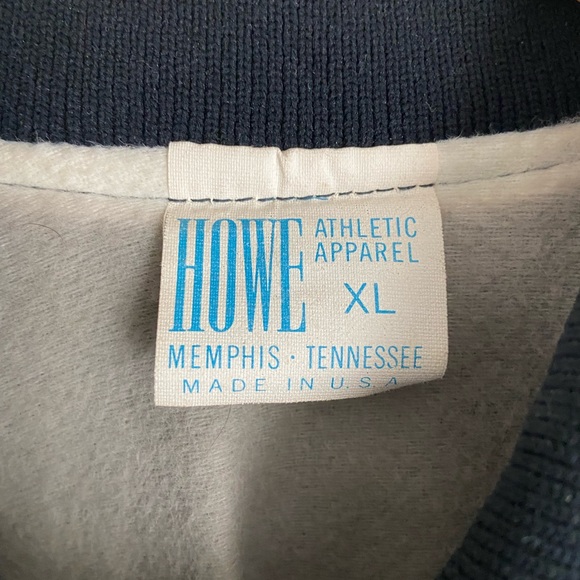 HOWE ATHLETIC
APPAREL
XL
MEMPHIS · TENNESSEE
MADE IN U.S.A